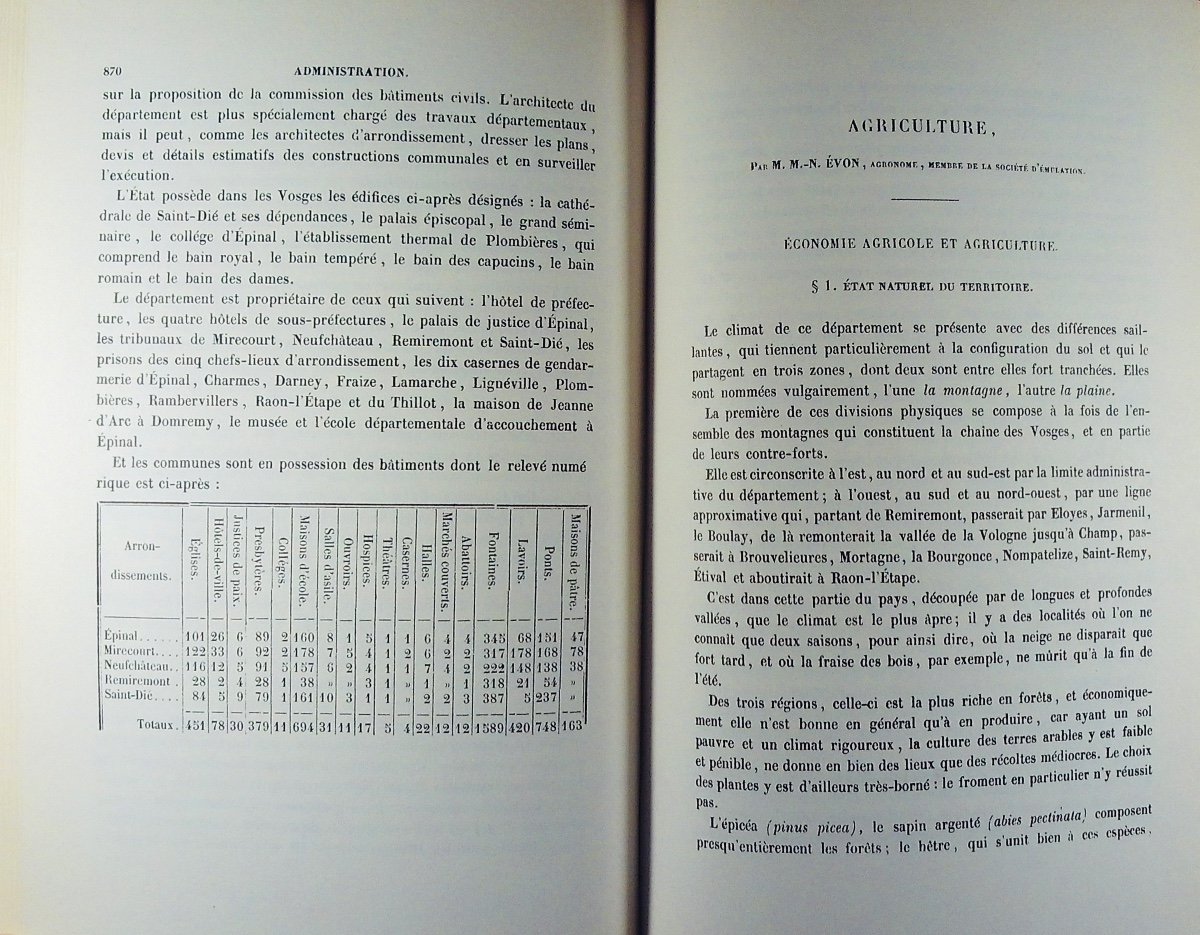 870 ADMINISTRATION.
sur la proposition de la commission des bâtiments civils. L'architecte du
département est plus spécialement chargé des travaux départementaux,
mais il peut, comme les architectes d'arrondissement, dresser les plans,
devis et détails estimatifs des constructions communales et en surveiller
l'exécution.
L'État possède dans les Vosges les édifices ci-après désignés : la cathé-
drale de Saint-Dié et ses dépendances, le palais épiscopal, le grand sémi-
naire, le collége d'Épinal, l'établissement thermal de Plombières, qui
comprend le bain royal, le bain tempéré, le bain des capucins, le bain
romain et le bain des dames.
Le département est propriétaire de ceux qui suivent : l'hôtel de préfec-
ture, les quatre hôtels de sous-préfectures, le palais de justice d'Épinal,
les tribunaux de Mirecourt, Neufchâteau, Remiremont et Saint-Dié, les
prisons des cinq chefs-lieux d'arrondissement, les dix casernes de gendar-
merie d'Épinal, Charmes, Darney, Fraize, Lamarche, Lignéville, Plom-
bières, Rambervillers, Raon-l'Étape et du Thillot, la maison de Jeanne
d'Arc à Domremy, le musée et l'école départementale d'accouchement à
Épinal.
Et les communes sont en possession des bâtiments dont le relevé numé
rique est ci-après :
Arron-
dissements. Églises. Hôtels-de-ville. Justices de paix. Presbytères. Colléges. Maisons d'école. Salles d'asile. Ouvroirs. Hospices. Théâtres. Casernes. Halles. Marchés couverts. Abattoirs. Fontaines. Lavoirs. Ponts. Maisons de pâtre.
Épinal...... 101 26 6 89 2 160 8 1 5 1 1 6 4 4 345 68 151 47
Mirecourt.... 122 33 6 92 2 178 7 5 4 1 2 6 2 2 317 178 168 78
Neufchâteau.. 116 12 5 91 5 157 6 2 4 1 1 7 4 2 222 148 138 38
Remiremont . 28 2 4 28 1 38 » » 3 1 » 1 » 1 318 21 54 »
Saint-Dié.... 84 5 9 79 1 161 10 3 1 1 » 2 2 3 387 5 237 »
Totaux. 451 78 30 379 11 694 31 11 17 5 4 22 12 12 1589 420 748 163
AGRICULTURE,
PAR M. M.-N. ÉVON, AGRONOME, MEMBRE DE LA SOCIÉTÉ D'ÉMULATION.
ÉCONOMIE AGRICOLE ET AGRICULTURE.
§ 1. ÉTAT NATUREL DU TERRITOIRE.
Le climat de ce département se présente avec des différences sail-
lantes, qui tiennent particulièrement à la configuration du sol et qui le
partagent en trois zones, dont deux sont entre elles fort tranchées. Elles
sont nommées vulgairement, l'une la montagne, l'autre la plaine.
La première de ces divisions physiques se compose à la fois de l'en-
semble des montagnes qui constituent la chaîne des Vosges, et en partie
de leurs contre-forts.
Elle est circonscrite à l'est, au nord et au sud-est par la limite administra-
tive du département; à l'ouest, au sud et au nord-ouest, par une ligne
approximative qui, partant de Remiremont, passerait par Eloyes, Jarmenil,
le Boulay, de là remonterait la vallée de la Vologne jusqu'à Champ, pas-
serait à Brouvelieures, Mortagne, la Bourgonce, Nompatelize, Saint-Remy,
Étival et aboutirait à Raon-l'Étape.
C'est dans cette partie du pays, découpée par de longues et profondes
vallées, que le climat est le plus âpre; il y a des localités où l'on ne
connaît que deux saisons, pour ainsi dire, où la neige ne disparaît que
fort tard, et où la fraise des bois, par exemple, ne mûrit qu'à la fin de
l'été.
Des trois régions, celle-ci est la plus riche en forêts, et économique-
ment elle n'est bonne en général qu'à en produire, car ayant un sol
pauvre et un climat rigoureux, la culture des terres arables y est faible
et pénible, ne donne en bien des lieux que des récoltes médiocres. Le choix
des plantes y est d'ailleurs très-borné : le froment en particulier n'y réussit
pas.
L'épicéa (pinus picea), le sapin argenté (abies pectinata) composent
presqu'entièrement les forêts; le hêtre, qui s'unit bien à ces espèces,